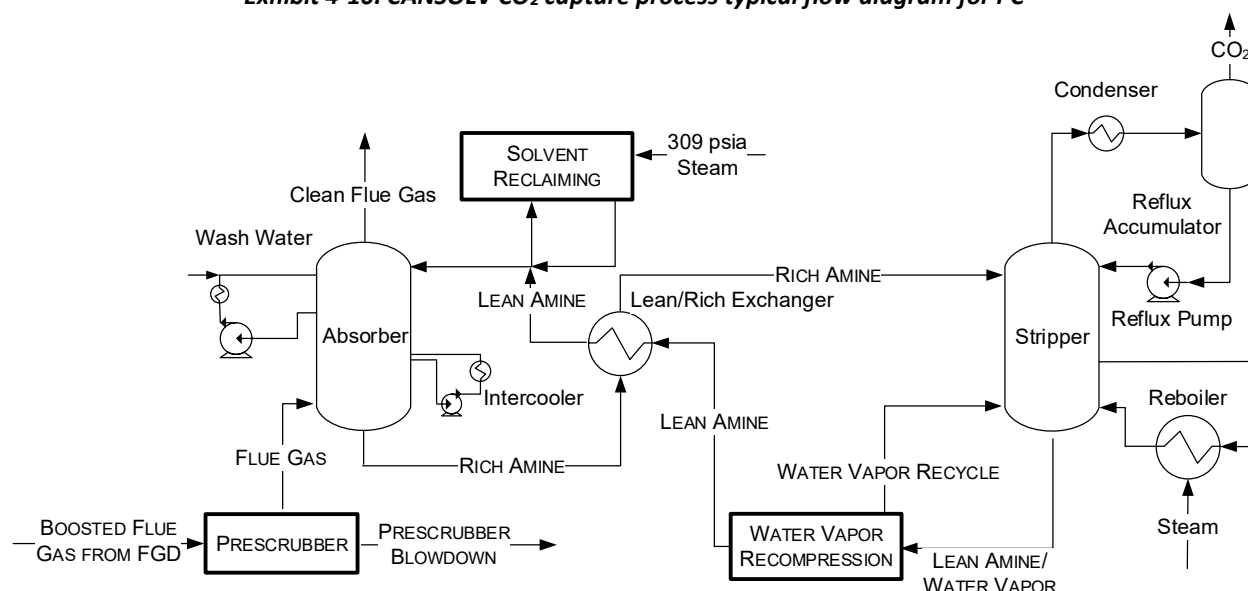 Exhibit 4-10: CANSOLV CO₂ capture process typical flow diagram for PC
CO₂
Condenser
309 psia
Steam
SOLVENT
RECLAIMING
Clean Flue Gas
Reflux
Accumulator
Wash Water
RICH AMINE
LEAN AMINE
Lean/Rich Exchanger
Reflux Pump
Absorber
Stripper
Intercooler
Reboiler
LEAN AMINE
FLUE GAS
RICH AMINE
WATER VAPOR RECYCLE
BOOSTED FLUE
GAS FROM FGD
PRESCRUBBER
PRESCRUBBER
BLOWDOWN
WATER VAPOR
RECOMPRESSION
Steam
LEAN AMINE/
WATER VAPOR